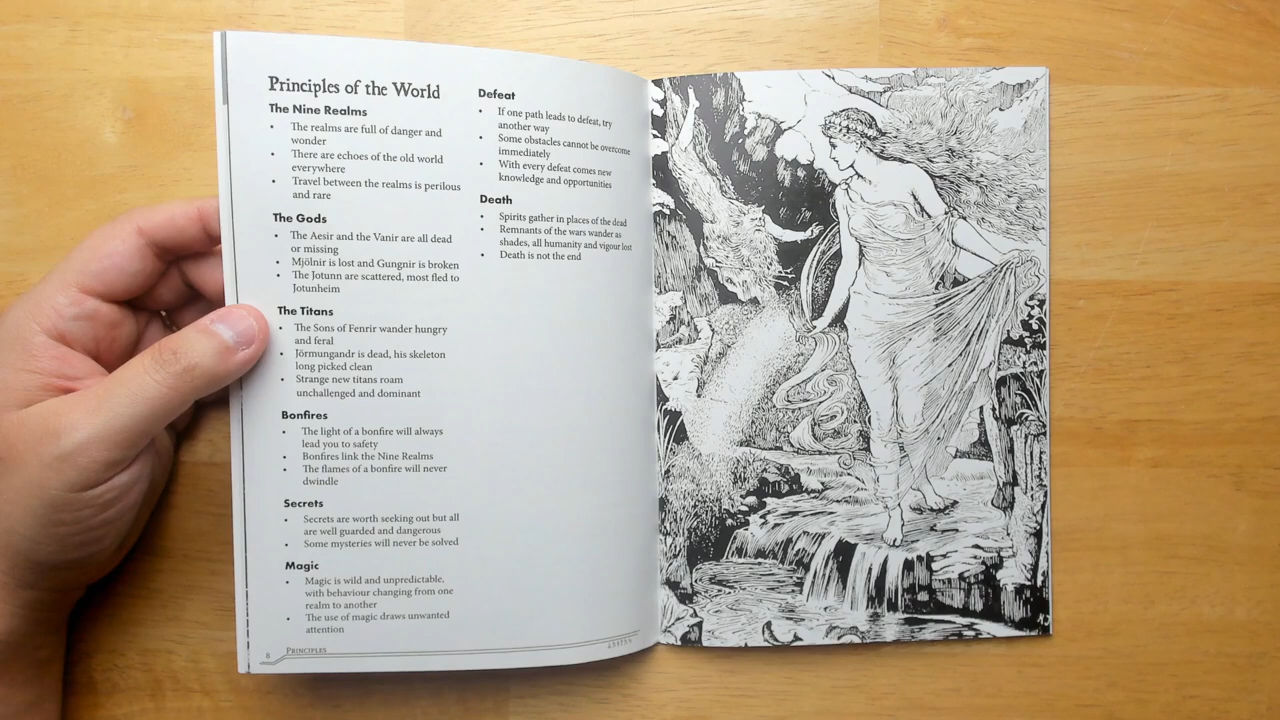 Principles of the World
The Nine Realms
• The realms are full of danger and
wonder
• There are echoes of the old world
everywhere
• Travel between the realms is perilous
and rare
The Gods
• The Aesir and the Vanir are all dead
or missing
• Mjölnir is lost and Gungnir is broken
• The Jotunn are scattered, most fled to
Jotunheim
The Titans
• The Sons of Fenrir wander hungry
and feral
• Jörmungandr is dead, his skeleton
long picked clean
• Strange new titans roam
unchallenged and dominant
Bonfires
• The light of a bonfire will always
lead you to safety
• Bonfires link the Nine Realms
• The flames of a bonfire will never
dwindle
Secrets
• Secrets are worth seeking out but all
are well guarded and dangerous
• Some mysteries will never be solved
Magic
• Magic is wild and unpredictable,
with behaviour changing from one
realm to another
• The use of magic draws unwanted
attention
Defeat
• If one path leads to defeat, try
another way
• Some obstacles cannot be overcome
immediately
• With every defeat comes new
knowledge and opportunities
Death
• Spirits gather in places of the dead
• Remnants of the wars wander as
shades, all humanity and vigour lost
• Death is not the end
8 Principles